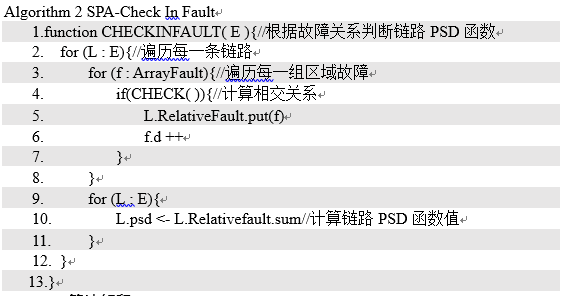 Algorithm 2 SPA-Check In Fault
1.function CHECKINFAULT( E ){//根据故障关系判断链路 PSD 函数
2. for (L : E){//遍历每一条链路
3. for (f : ArrayFault){//遍历每一组区域故障
4. if(CHECK( )){//计算相交关系
5. L.RelativeFault.put(f)
6. f.d ++
7. }
8. }
9. for (L : E){
10. L.psd <- L.Relativefault.sum//计算链路 PSD 函数值
11. }
12. }
13.}